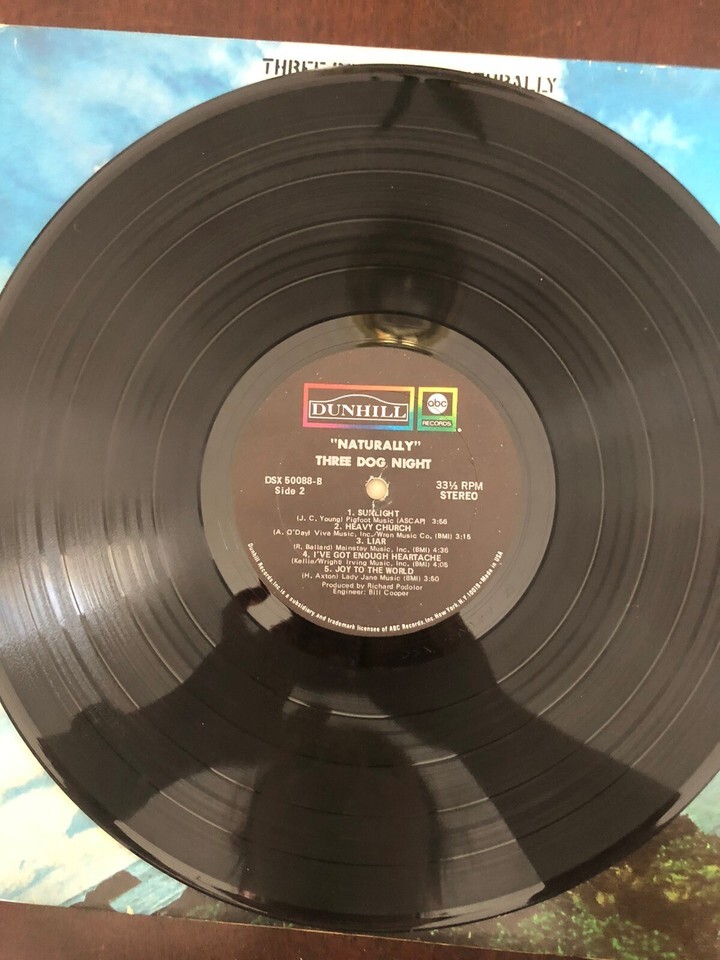 THREE
DUNHILL
abc
RECORDS
"NATURALLY"
THREE DOG NIGHT
DSX 50088-B
Side 2
33⅓ RPM
STEREO
1. SUNLIGHT
(J. C. Young) Pigfoot Music (ASCAP) 3:56
2. HEAVY CHURCH
(A. O'Day) Viva Music, Inc./Wren Music Co. (BMI) 3:15
3. LIAR
(R. Ballard) Mainstay Music, Inc. (BMI) 4:36
4. I'VE GOT ENOUGH HEARTACHE
(Kellie/Wright) Irving Music, Inc. (BMI) 4:05
5. JOY TO THE WORLD
(H. Axton) Lady Jane Music (BMI) 3:50
Produced by Richard Podolor
Engineer: Bill Cooper
Dunhill Records, Inc. is a subsidiary and trademark licensee of ABC Records, Inc. New York, N.Y. 10019 • Made in USA